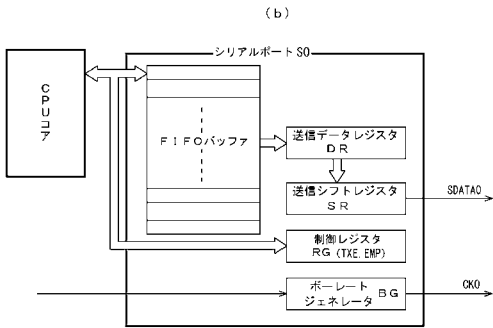 (b)
シリアルポートS0
CPUコア
FIFOバッファ
送信データレジスタ
DR
送信シフトレジスタ
SR
SDATA0
制御レジスタ
RG(TXE.EMP)
ボーレート
ジェネレータ BG
CK0